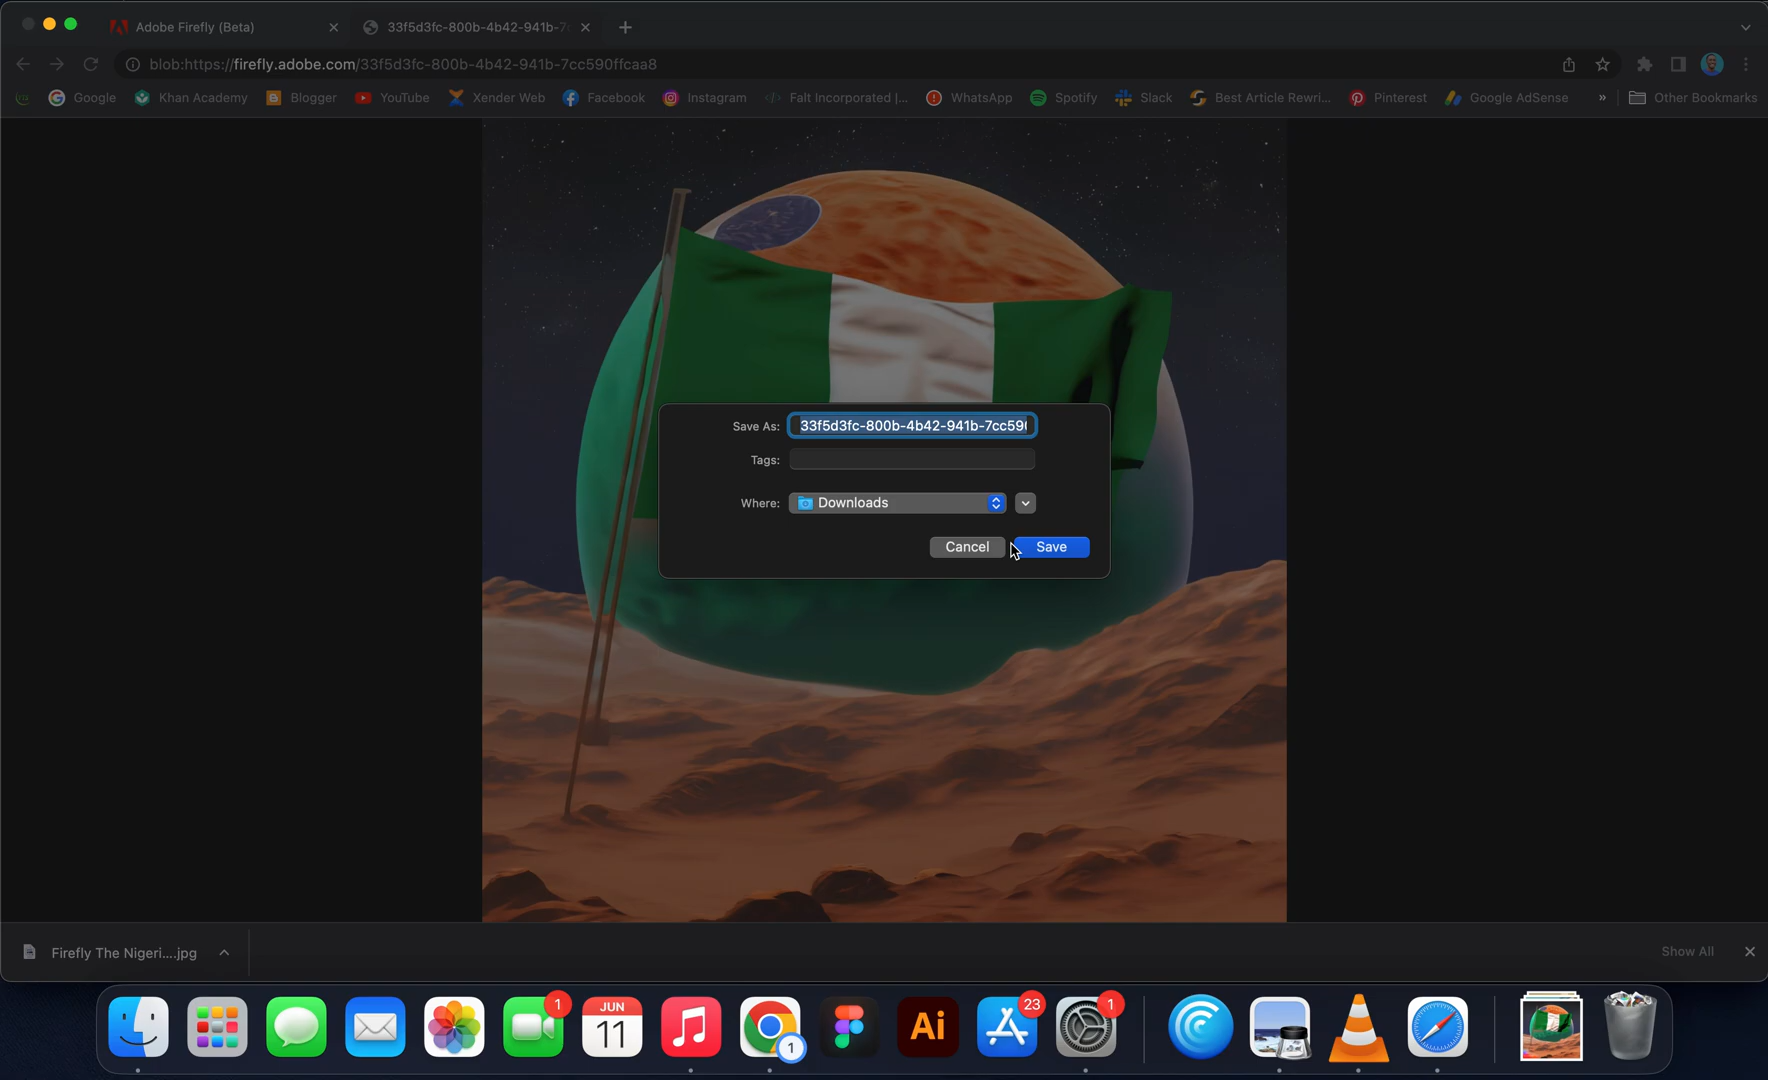 Adobe Firefly (Beta)
33f5d3fc-800b-4b42-941b-7
blob:https://firefly.adobe.com/33f5d3fc-800b-4b42-941b-7cc590ffcaa8
Google
Khan Academy
Blogger
YouTube
Xender Web
Facebook
Instagram
Falt Incorporated |...
WhatsApp
Spotify
Slack
Best Article Rewri...
Pinterest
Google AdSense
»
Other Bookmarks
Save As: 33f5d3fc-800b-4b42-941b-7cc590
Tags:
Where: Downloads
Cancel Save
Firefly The Nigeri....jpg
Show All
1
JUN
11
1
Ai
23
1